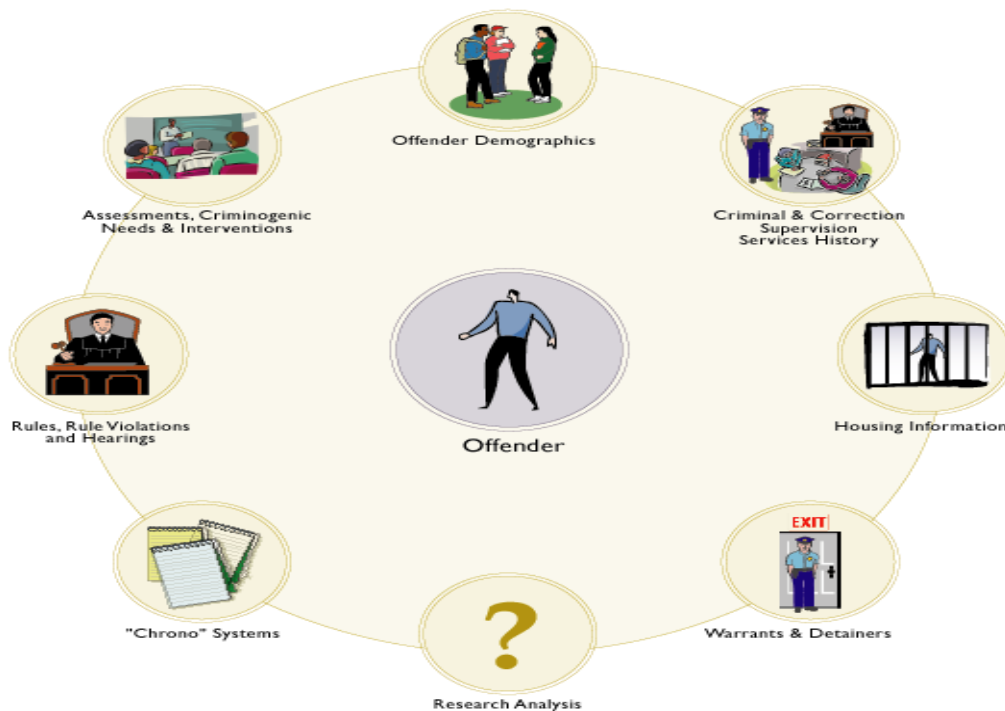 Offender Demographics
Assessments, Criminogenic
Needs & Interventions
Criminal & Correction
Supervision
Services History
Rules, Rule Violations
and Hearings
Offender
Housing Information
EXIT
"Chrono" Systems
Warrants & Detainers
?
Research Analysis